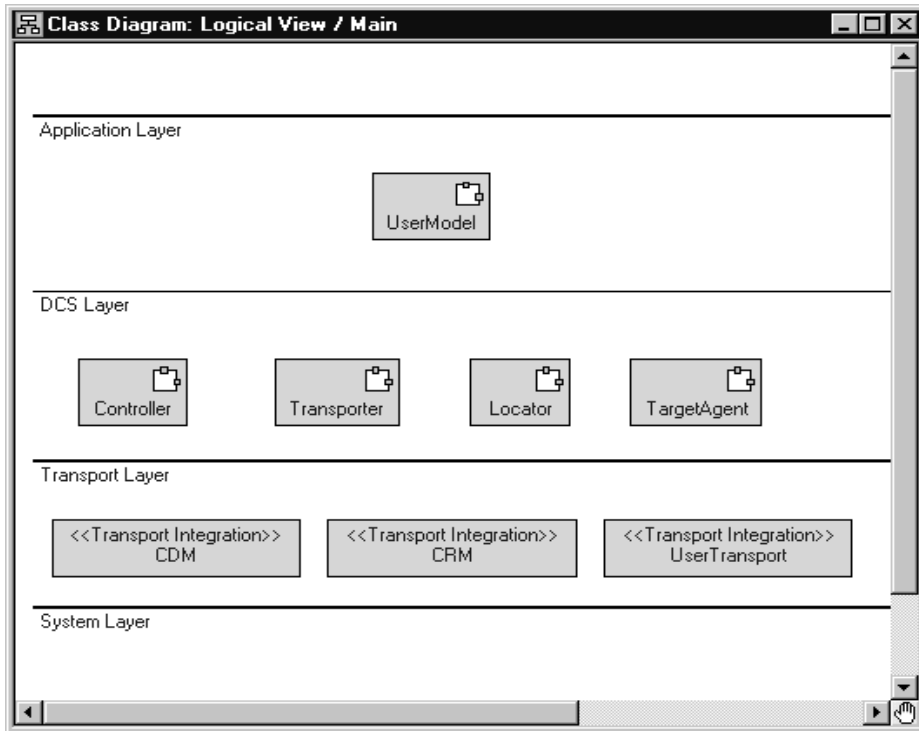 Class Diagram: Logical View / Main
Application Layer
UserModel
DCS Layer
Controller
Transporter
Locator
TargetAgent
Transport Layer
<<Transport Integration>>
CDM
<<Transport Integration>>
CRM
<<Transport Integration>>
UserTransport
System Layer